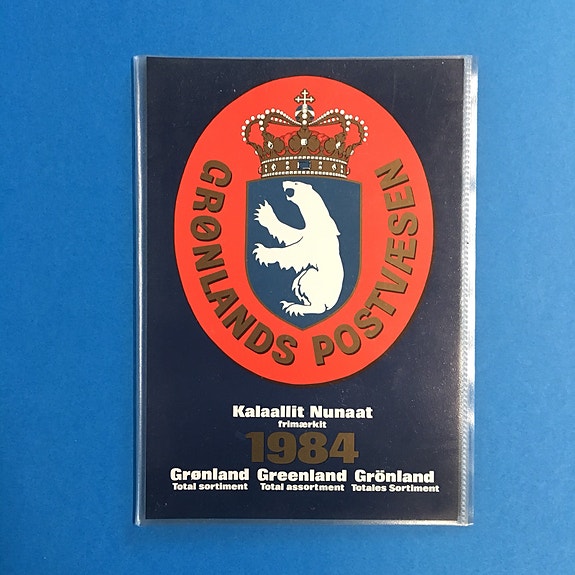 GRØNLANDS POSTVÆSEN
Kalaallit Nunaat
frimærkit
1984
Grønland Greenland Grönland
Total sortiment Total assortment Totales Sortiment